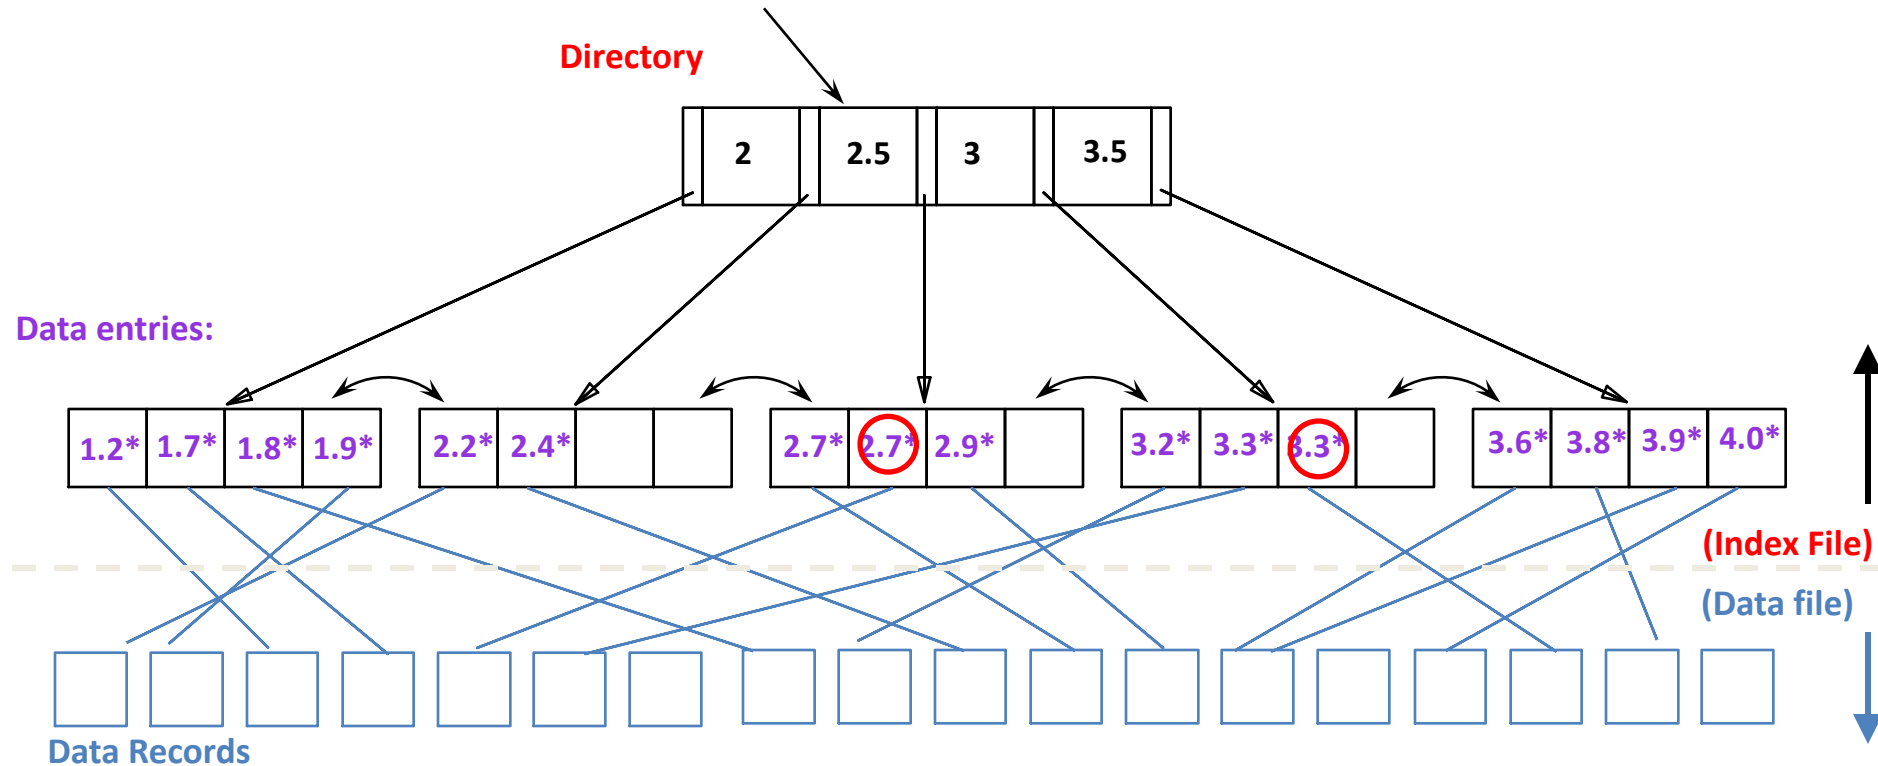 Directory
2 2.5 3 3.5
Data entries:
1.2* 1.7* 1.8* 1.9* 2.2* 2.4* 2.7* 2.7* 2.9* 3.2* 3.3* 3.3* 3.6* 3.8* 3.9* 4.0*
(Index File)
(Data file)
Data Records